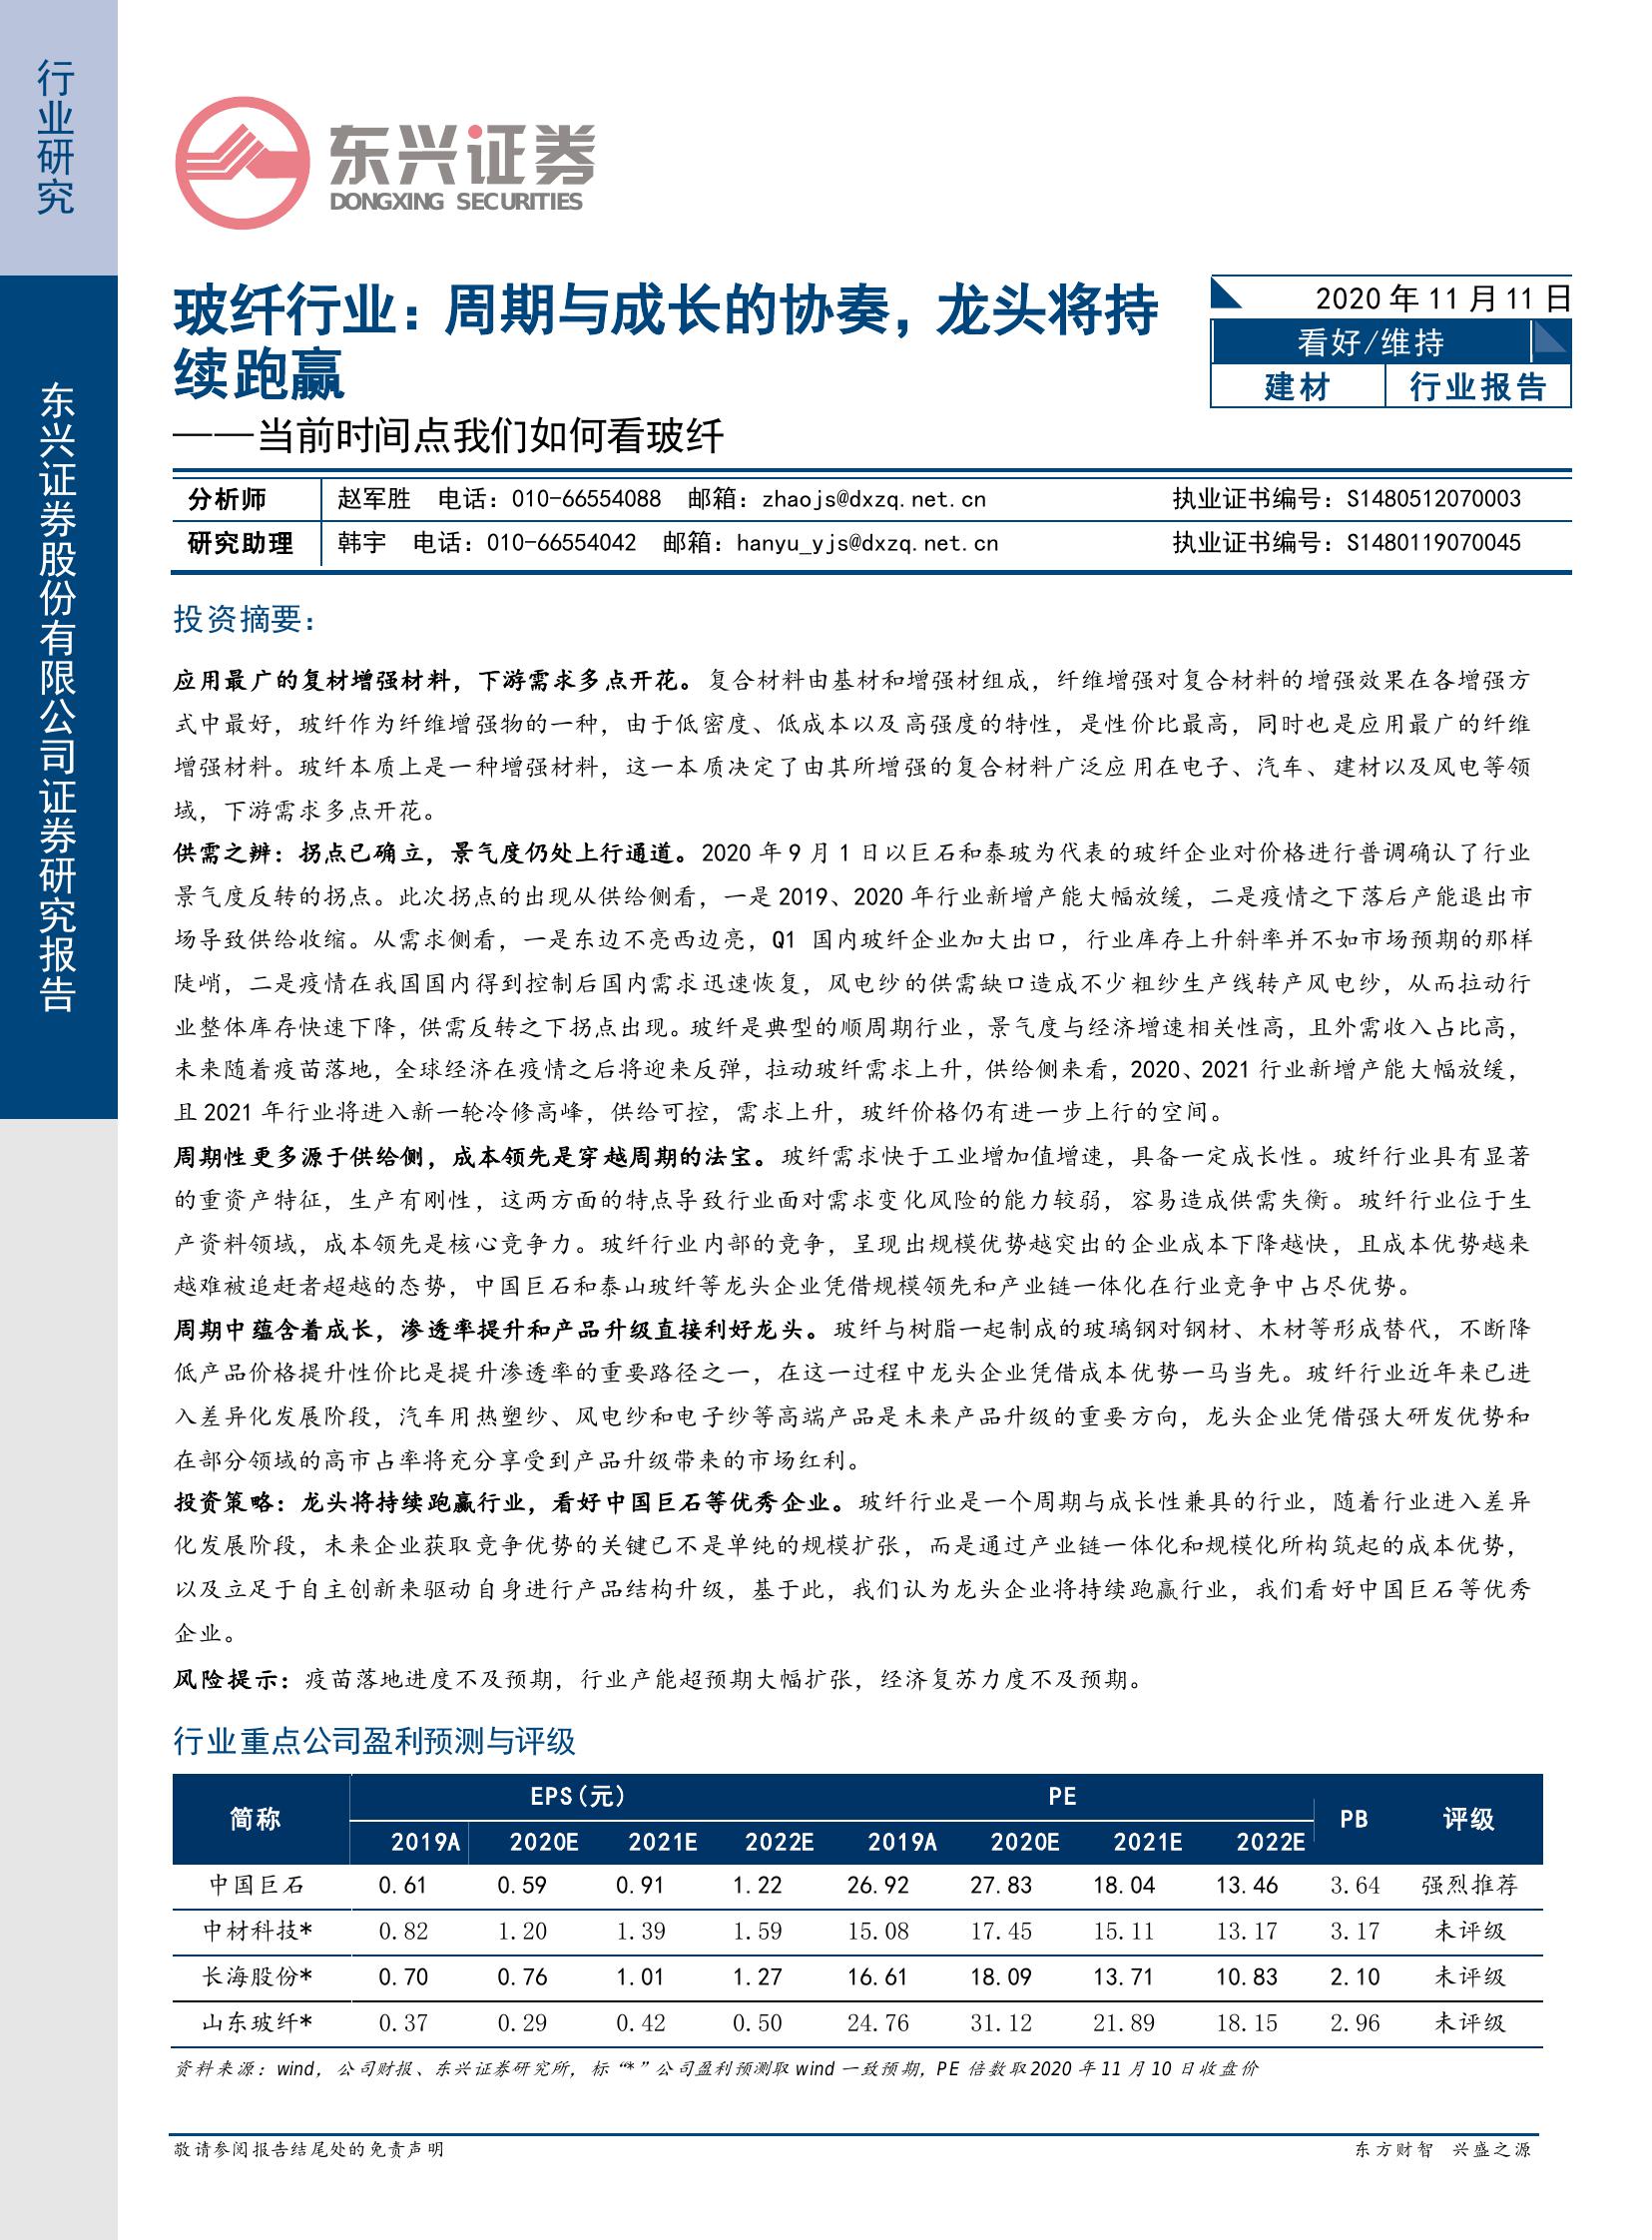 行业研究
东兴证券股份有限公司证券研究报告
东兴证券
DONGXING SECURITIES
玻纤行业：周期与成长的协奏，龙头将持
续跑赢
——当前时间点我们如何看玻纤
2020 年 11 月 11 日
看好/维持
建材 行业报告
分析师 赵军胜 电话：010-66554088 邮箱：zhaojs@dxzq.net.cn 执业证书编号：S1480512070003
研究助理 韩宇 电话：010-66554042 邮箱：hanyu_yjs@dxzq.net.cn 执业证书编号：S1480119070045
投资摘要：
应用最广的复材增强材料，下游需求多点开花。复合材料由基材和增强材组成，纤维增强对复合材料的增强效果在各增强方
式中最好，玻纤作为纤维增强物的一种，由于低密度、低成本以及高强度的特性，是性价比最高，同时也是应用最广的纤维
增强材料。玻纤本质上是一种增强材料，这一本质决定了由其所增强的复合材料广泛应用在电子、汽车、建材以及风电等领
域，下游需求多点开花。
供需之辨：拐点已确立，景气度仍处上行通道。2020 年 9 月 1 日以巨石和泰玻为代表的玻纤企业对价格进行普调确认了行业
景气度反转的拐点。此次拐点的出现从供给侧看，一是 2019、2020 年行业新增产能大幅放缓，二是疫情之下落后产能退出市
场导致供给收缩。从需求侧看，一是东边不亮西边亮，Q1 国内玻纤企业加大出口，行业库存上升斜率并不如市场预期的那样
陡峭，二是疫情在我国国内得到控制后国内需求迅速恢复，风电纱的供需缺口造成不少粗纱生产线转产风电纱，从而拉动行
业整体库存快速下降，供需反转之下拐点出现。玻纤是典型的顺周期行业，景气度与经济增速相关性高，且外需收入占比高，
未来随着疫苗落地，全球经济在疫情之后将迎来反弹，拉动玻纤需求上升，供给侧来看，2020、2021 行业新增产能大幅放缓，
且 2021 年行业将进入新一轮冷修高峰，供给可控，需求上升，玻纤价格仍有进一步上行的空间。
周期性更多源于供给侧，成本领先是穿越周期的法宝。玻纤需求快于工业增加值增速，具备一定成长性。玻纤行业具有显著
的重资产特征，生产有刚性，这两方面的特点导致行业面对需求变化风险的能力较弱，容易造成供需失衡。玻纤行业位于生
产资料领域，成本领先是核心竞争力。玻纤行业内部的竞争，呈现出规模优势越突出的企业成本下降越快，且成本优势越来
越难被追赶者超越的态势，中国巨石和泰山玻纤等龙头企业凭借规模领先和产业链一体化在行业竞争中占尽优势。
周期中蕴含着成长，渗透率提升和产品升级直接利好龙头。玻纤与树脂一起制成的玻璃钢对钢材、木材等形成替代，不断降
低产品价格提升性价比是提升渗透率的重要路径之一，在这一过程中龙头企业凭借成本优势一马当先。玻纤行业近年来已进
入差异化发展阶段，汽车用热塑纱、风电纱和电子纱等高端产品是未来产品升级的重要方向，龙头企业凭借强大研发优势和
在部分领域的高市占率将充分享受到产品升级带来的市场红利。
投资策略：龙头将持续跑赢行业，看好中国巨石等优秀企业。玻纤行业是一个周期与成长性兼具的行业，随着行业进入差异
化发展阶段，未来企业获取竞争优势的关键已不是单纯的规模扩张，而是通过产业链一体化和规模化所构筑起的成本优势，
以及立足于自主创新来驱动自身进行产品结构升级，基于此，我们认为龙头企业将持续跑赢行业，我们看好中国巨石等优秀
企业。
风险提示：疫苗落地进度不及预期，行业产能超预期大幅扩张，经济复苏力度不及预期。
行业重点公司盈利预测与评级
简称 EPS(元) PE PB 评级
2019A 2020E 2021E 2022E 2019A 2020E 2021E 2022E
中国巨石 0.61 0.59 0.91 1.22 26.92 27.83 18.04 13.46 3.64 强烈推荐
中材科技* 0.82 1.20 1.39 1.59 15.08 17.45 15.11 13.17 3.17 未评级
长海股份* 0.70 0.76 1.01 1.27 16.61 18.09 13.71 10.83 2.10 未评级
山东玻纤* 0.37 0.29 0.42 0.50 24.76 31.12 21.89 18.15 2.96 未评级
资料来源：wind，公司财报、东兴证券研究所，标“*”公司盈利预测取 wind 一致预期，PE 倍数取 2020 年 11 月 10 日收盘价
敬请参阅报告结尾处的免责声明 东方财智 兴盛之源